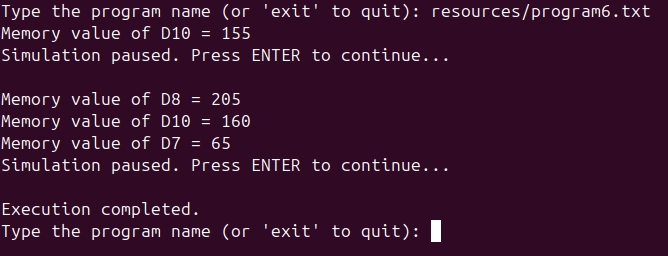 Type the program name (or 'exit' to quit): resources/program6.txt
Memory value of D10 = 155
Simulation paused. Press ENTER to continue...
Memory value of D8 = 205
Memory value of D10 = 160
Memory value of D7 = 65
Simulation paused. Press ENTER to continue...
Execution completed.
Type the program name (or 'exit' to quit):